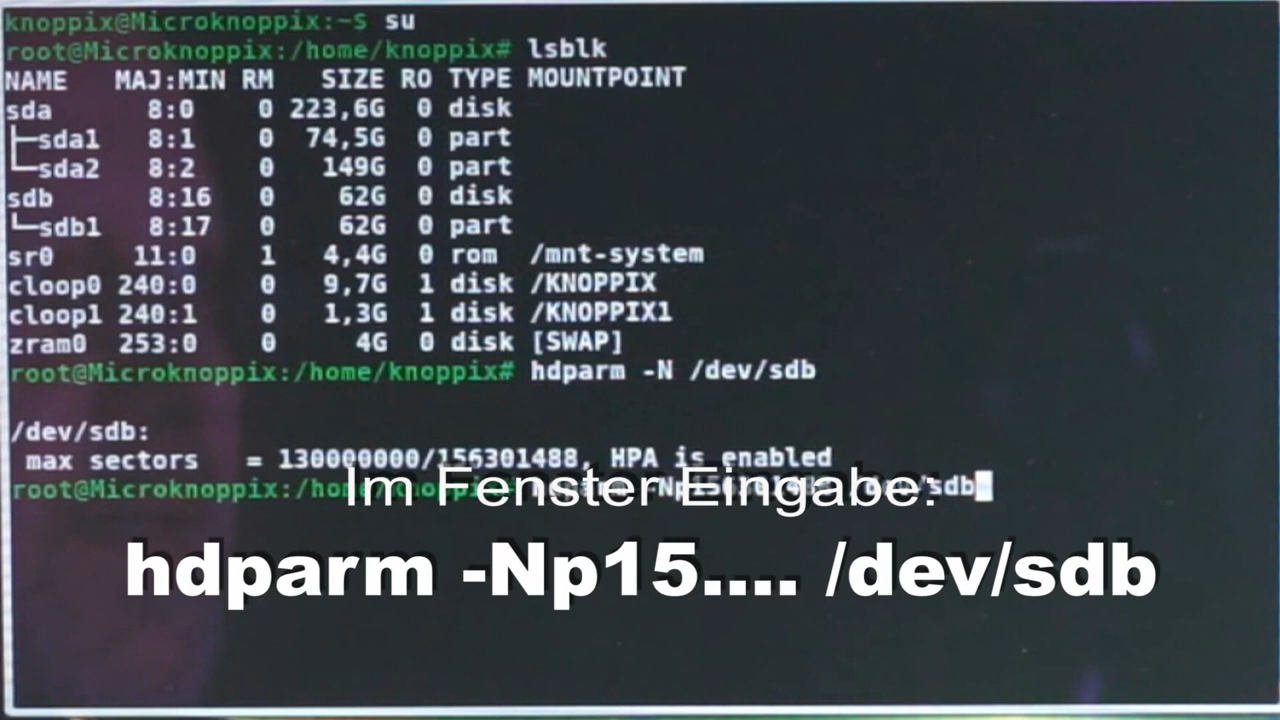 knoppix@Microknoppix:~$ su
root@Microknoppix:/home/knoppix# lsblk
NAME MAJ:MIN RM SIZE RO TYPE MOUNTPOINT
sda 8:0 0 223,6G 0 disk
├─sda1 8:1 0 74,5G 0 part
└─sda2 8:2 0 149G 0 part
sdb 8:16 0 62G 0 disk
└─sdb1 8:17 0 62G 0 part
sr0 11:0 1 4,4G 0 rom /mnt-system
cloop0 240:0 0 9,7G 1 disk /KNOPPIX
cloop1 240:1 0 1,3G 1 disk /KNOPPIX1
zram0 253:0 0 4G 0 disk [SWAP]
root@Microknoppix:/home/knoppix# hdparm -N /dev/sdb
/dev/sdb:
max sectors = 130000000/156301488, HPA is enabled
root@Microknoppix:/home/knoppix# hdparm /dev/sdb
Im Fenster Eingabe:
hdparm -Np15.... /dev/sdb